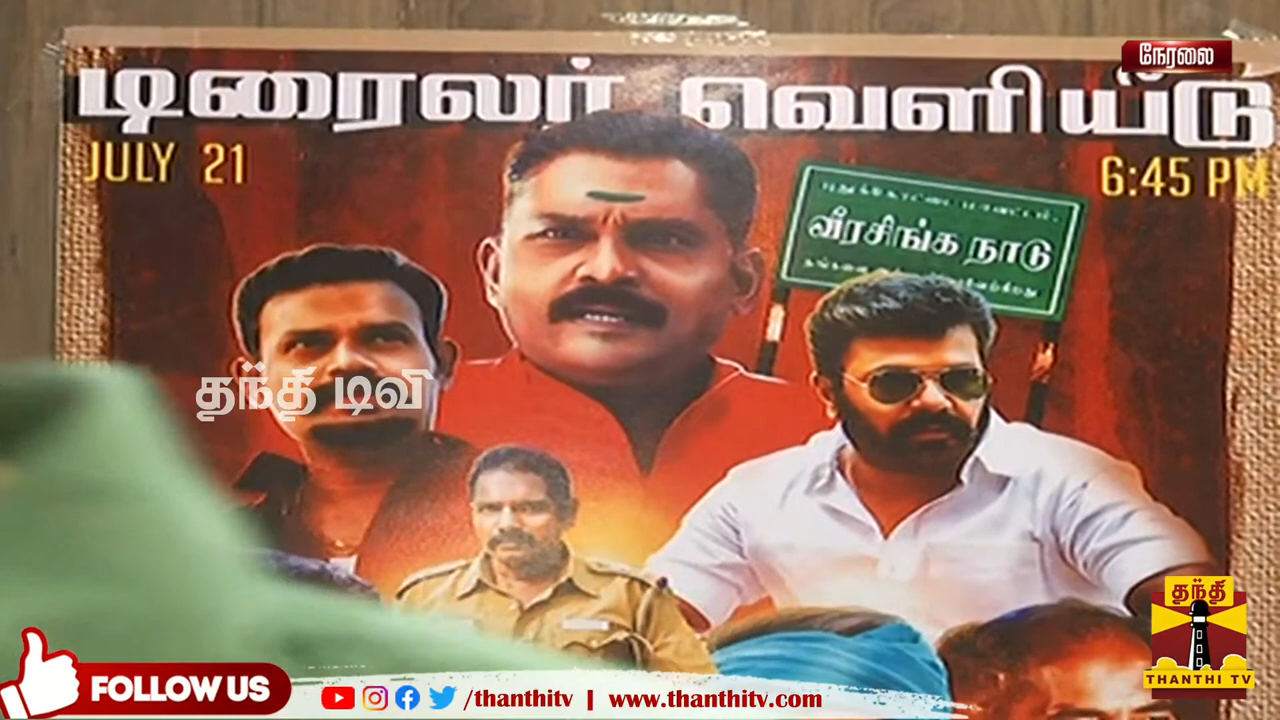 நேரலை
டிரைலர் வெளியீடு
JULY 21
6:45 PM
வீரசிங்க நாடு
தந்தி டிவி
தந்தி
THANTHI TV
FOLLOW US
/thanthitv | www.thanthitv.com